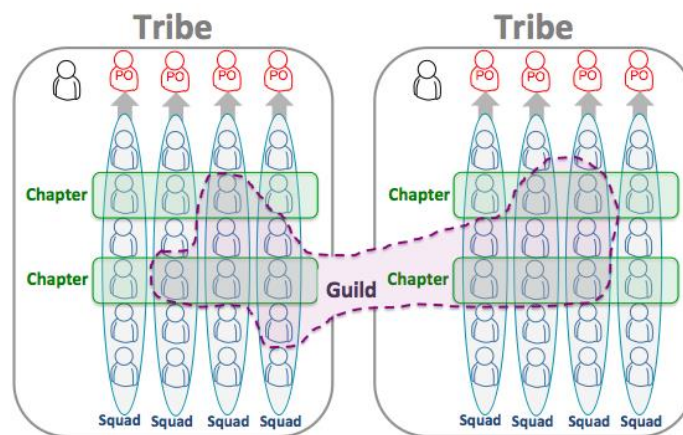 Tribe Tribe
PO PO PO PO PO PO PO PO
Chapter Chapter
Chapter Guild Chapter
Squad Squad Squad Squad Squad Squad Squad Squad